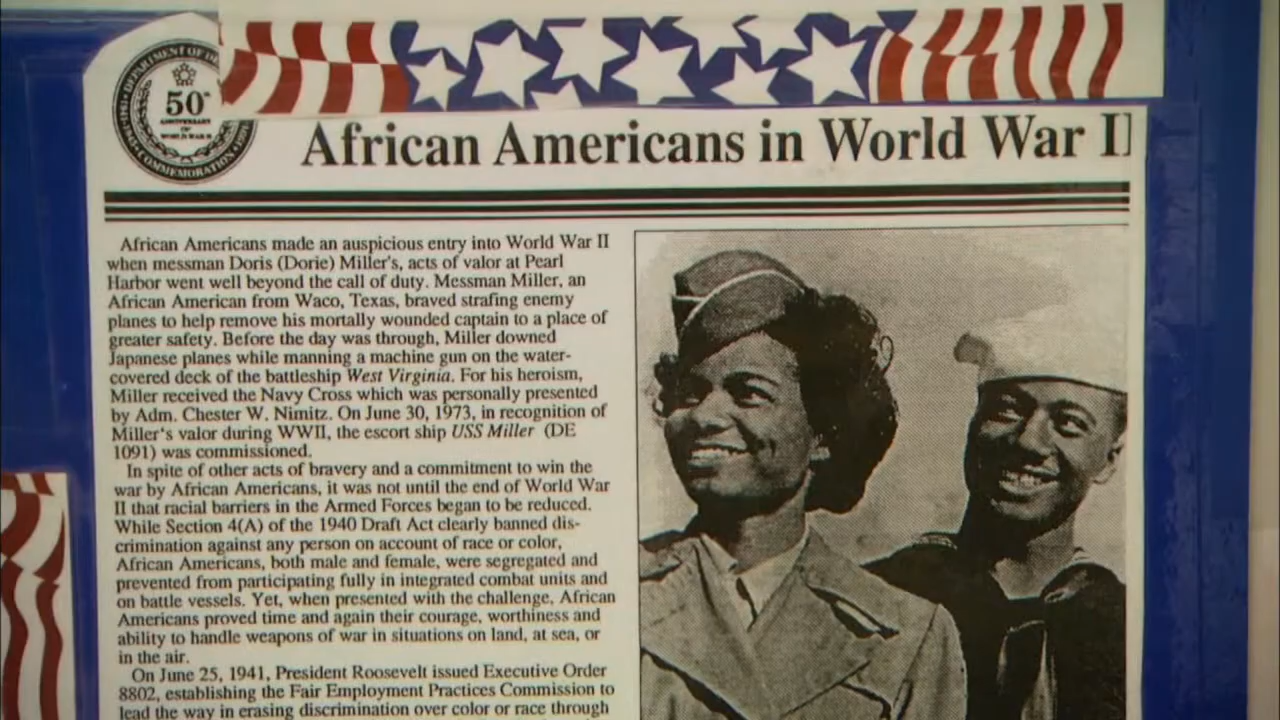 DEPARTMENT OF DE
50th
ANNIVERSARY
OF
WORLD WAR II
COMMEMORATION
African Americans in World War II
African Americans made an auspicious entry into World War II
when messman Doris (Dorie) Miller's, acts of valor at Pearl
Harbor went well beyond the call of duty. Messman Miller, an
African American from Waco, Texas, braved strafing enemy
planes to help remove his mortally wounded captain to a place of
greater safety. Before the day was through, Miller downed
Japanese planes while manning a machine gun on the water-
covered deck of the battleship West Virginia. For his heroism,
Miller received the Navy Cross which was personally presented
by Adm. Chester W. Nimitz. On June 30, 1973, in recognition of
Miller's valor during WWII, the escort ship USS Miller (DE
1091) was commissioned.
In spite of other acts of bravery and a commitment to win the
war by African Americans, it was not until the end of World War
II that racial barriers in the Armed Forces began to be reduced.
While Section 4(A) of the 1940 Draft Act clearly banned dis-
crimination against any person on account of race or color,
African Americans, both male and female, were segregated and
prevented from participating fully in integrated combat units and
on battle vessels. Yet, when presented with the challenge, African
Americans proved time and again their courage, worthiness and
ability to handle weapons of war in situations on land, at sea, or
in the air.
On June 25, 1941, President Roosevelt issued Executive Order
8802, establishing the Fair Employment Practices Commission to
lead the way in erasing discrimination over color or race through